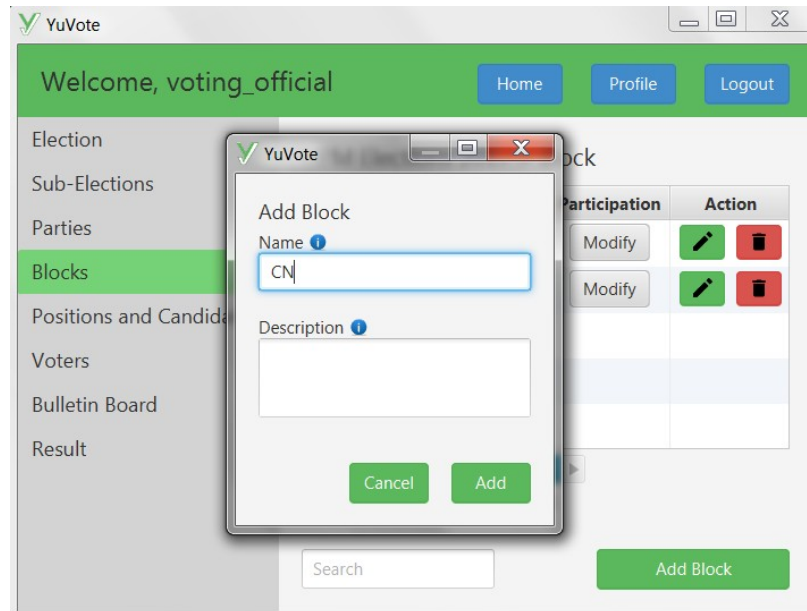 YuVote
Welcome, voting_official
Home
Profile
Logout
Election
Sub-Elections
Parties
Blocks
Positions and Candida
Voters
Bulletin Board
Result
Participation
Action
Modify
Modify
Search
Add Block
YuVote
Add Block
Name
CN
Description
Cancel
Add